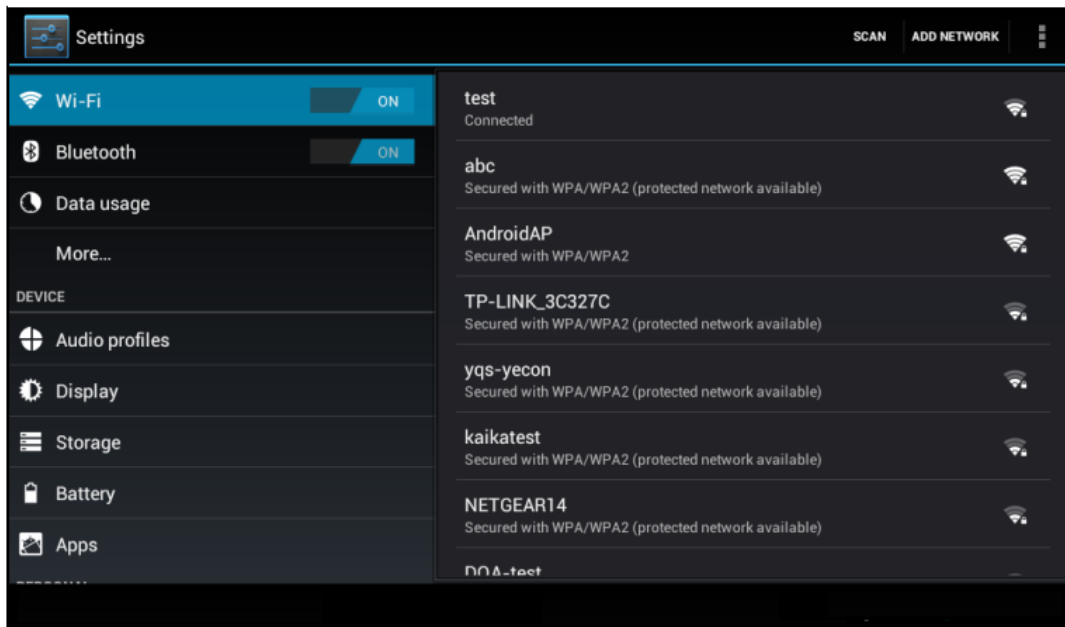 Settings
SCAN
ADD NETWORK
Wi-Fi
ON
Bluetooth
ON
Data usage
More...
DEVICE
Audio profiles
Display
Storage
Battery
Apps
test
Connected
abc
Secured with WPA/WPA2 (protected network available)
AndroidAP
Secured with WPA/WPA2
TP-LINK_3C327C
Secured with WPA/WPA2 (protected network available)
yqs-yecon
Secured with WPA/WPA2 (protected network available)
kaikatest
Secured with WPA/WPA2 (protected network available)
NETGEAR14
Secured with WPA/WPA2 (protected network available)